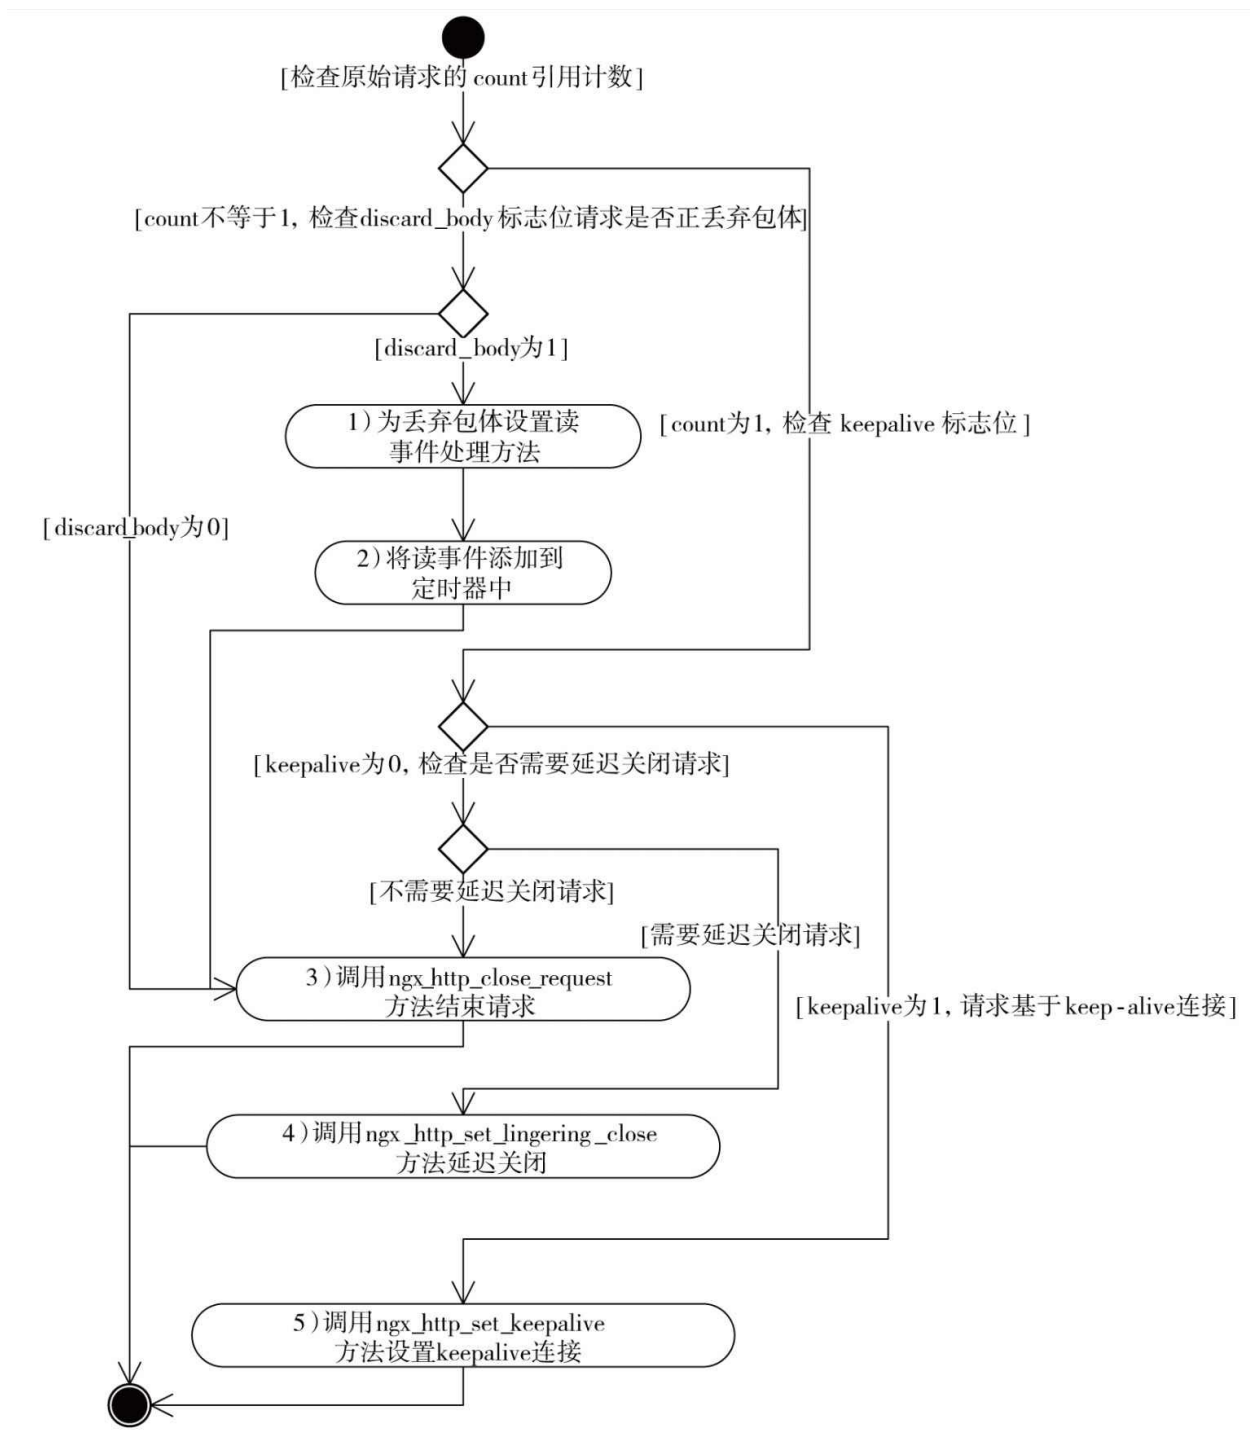 [检查原始请求的 count引用计数]
[count不等于1, 检查discard_body 标志位请求是否正丢弃包体]
[discard_body为1]
1)为丢弃包体设置读
事件处理方法
[count为1, 检查 keepalive 标志位]
[discard_body为0]
2)将读事件添加到
定时器中
[keepalive为0, 检查是否需要延迟关闭请求]
[不需要延迟关闭请求]
[需要延迟关闭请求]
3)调用ngx_http_close_request
方法结束请求
[keepalive为1, 请求基于keep-alive连接]
4)调用ngx_http_set_lingering_close
方法延迟关闭
5)调用ngx_http_set_keepalive
方法设置keepalive连接